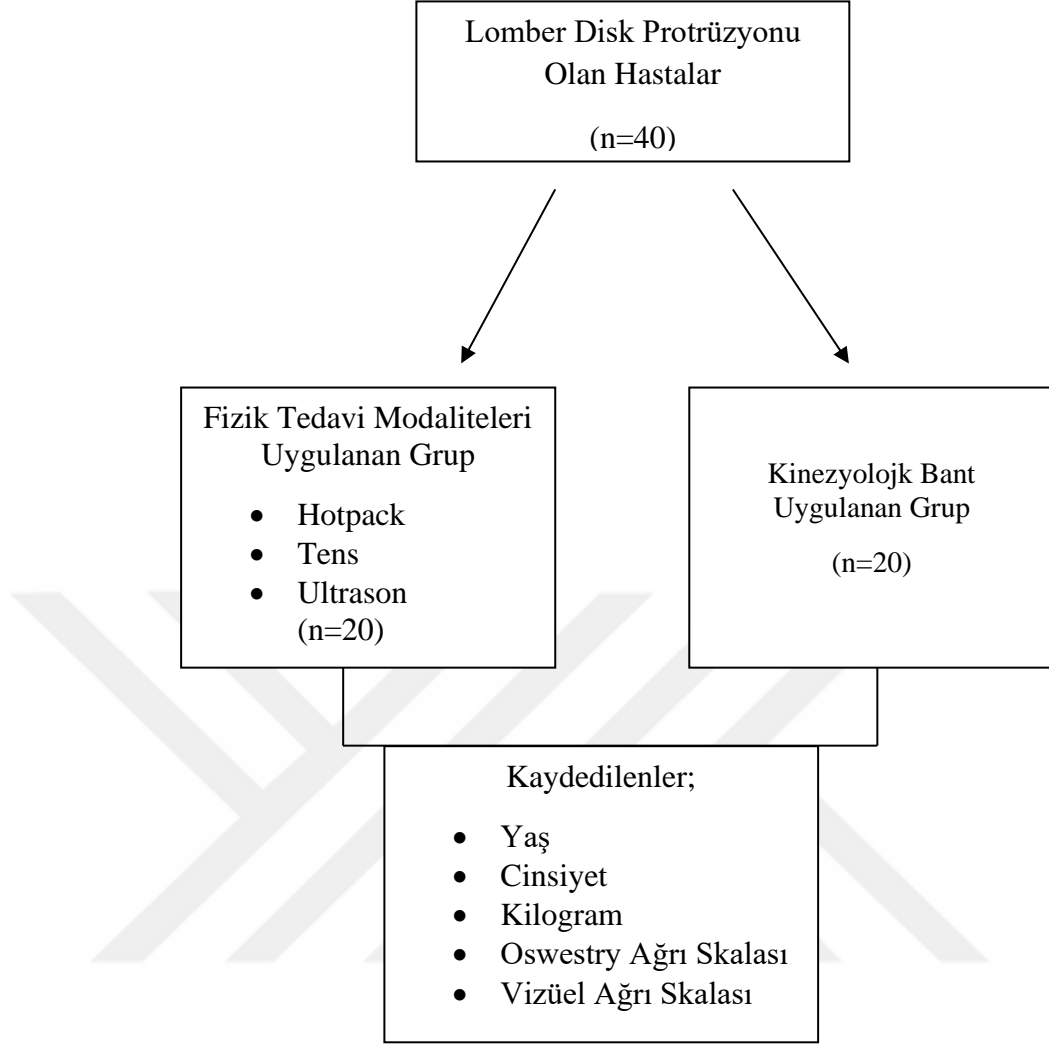 Lomber Disk Protrüzyonu
Olan Hastalar
(n=40)
Fizik Tedavi Modaliteleri
Uygulanan Grup
• Hotpack
• Tens
• Ultrason
(n=20)
Kinezyolojk Bant
Uygulanan Grup
(n=20)
Kaydedilenler;
• Yaş
• Cinsiyet
• Kilogram
• Oswestry Ağrı Skalası
• Vizüel Ağrı Skalası